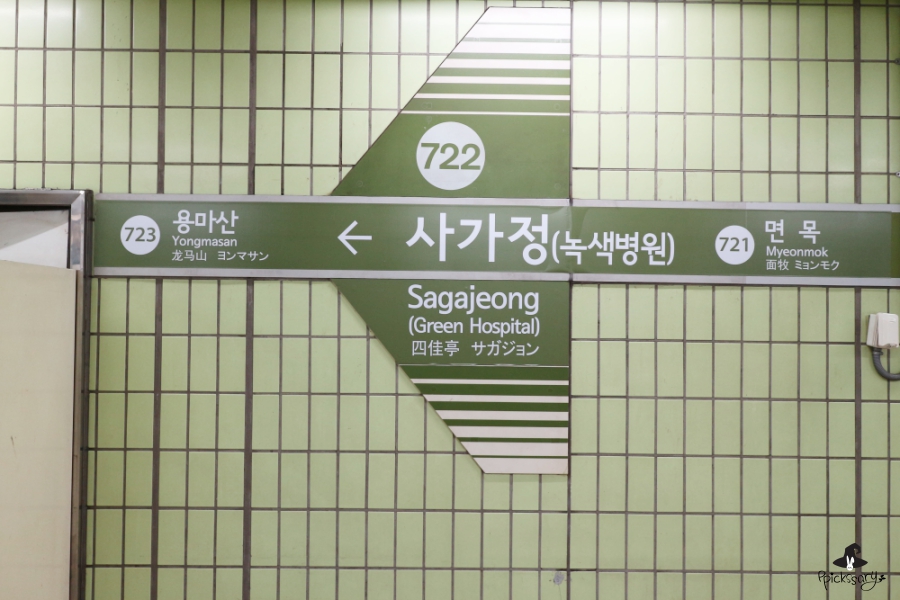 722
723
용마산
Yongmasan
龙马山 ヨンマサン
← 사가정(녹색병원)
721
면 목
Myeonmok
面牧 ミョンモク
Sagajeong
(Green Hospital)
四佳亭 サガジョン
Ppickssary